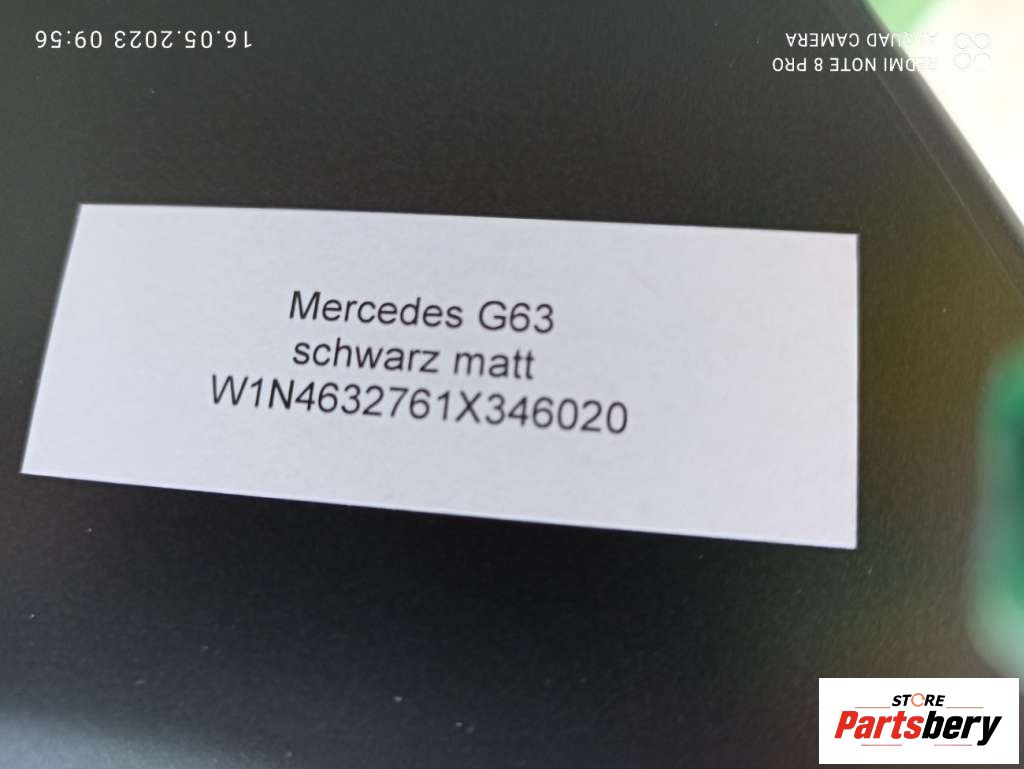 16.05.2023 09:56
REDMI NOTE 8 PRO
AI QUAD CAMERA
Mercedes G63
schwarz matt
W1N4632761X346020
STORE
Partsbery